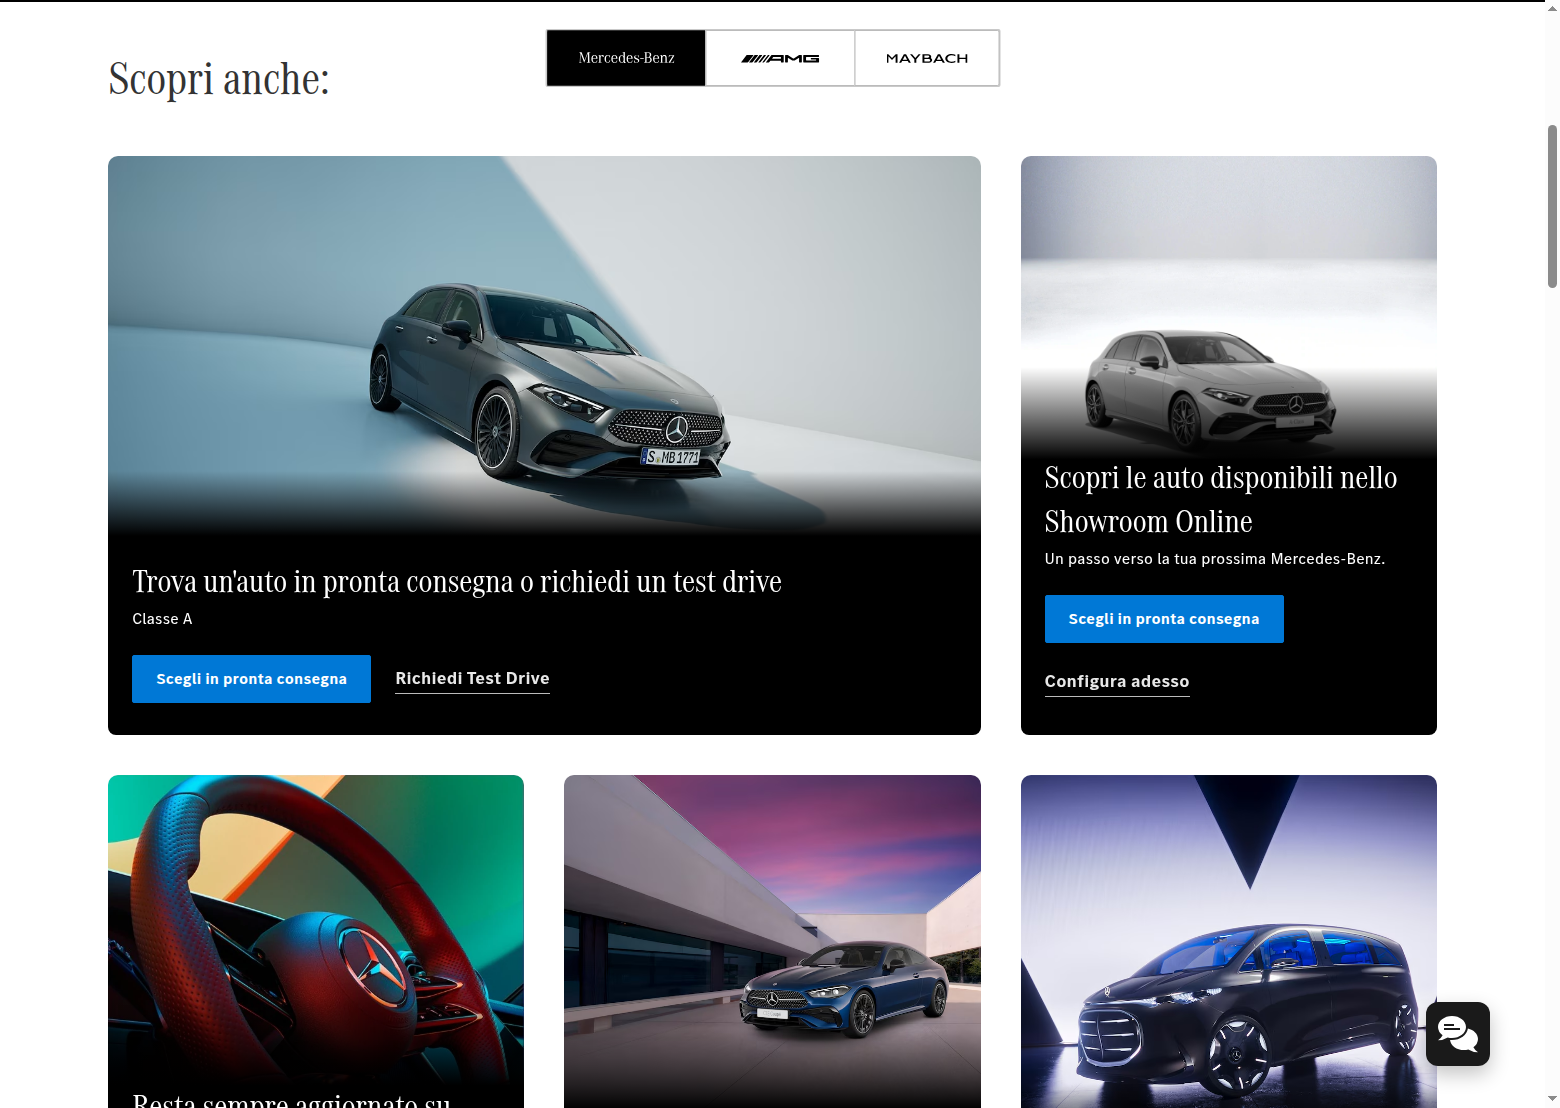 Scopri anche:
Mercedes-Benz
AMG
MAYBACH
S MB 1771
Trova un'auto in pronta consegna o richiedi un test drive
Classe A
Scegli in pronta consegna
Richiedi Test Drive
Scopri le auto disponibili nello
Showroom Online
Un passo verso la tua prossima Mercedes-Benz.
Scegli in pronta consegna
Configura adesso
Resta sempre aggiornato su